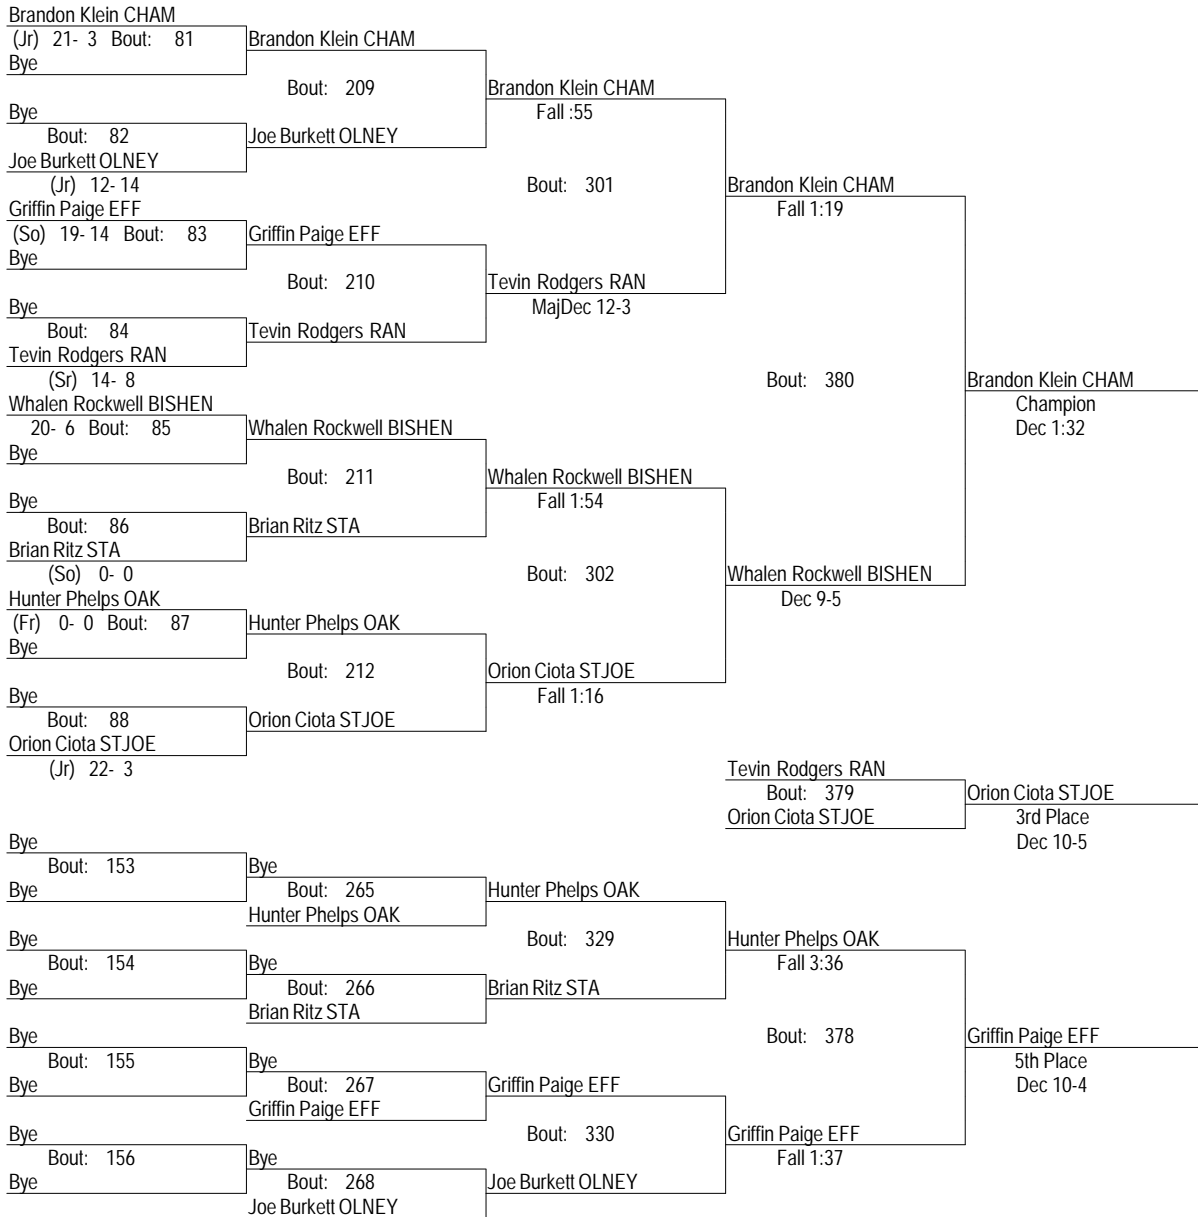 Brandon Klein CHAM
(Jr) 21- 3 Bout: 81 Brandon Klein CHAM
Bye
Bout: 209 Brandon Klein CHAM
Bye Fall :55
Bout: 82 Joe Burkett OLNEY
Joe Burkett OLNEY
(Jr) 12- 14 Bout: 301 Brandon Klein CHAM
Griffin Paige EFF Fall 1:19
(So) 19- 14 Bout: 83 Griffin Paige EFF
Bye
Bout: 210 Tevin Rodgers RAN
Bye MajDec 12-3
Bout: 84 Tevin Rodgers RAN
Tevin Rodgers RAN
(Sr) 14- 8 Bout: 380 Brandon Klein CHAM
Whalen Rockwell BISHEN Champion
20- 6 Bout: 85 Whalen Rockwell BISHEN Dec 1:32
Bye
Bout: 211 Whalen Rockwell BISHEN
Bye Fall 1:54
Bout: 86 Brian Ritz STA
Brian Ritz STA
(So) 0- 0 Bout: 302 Whalen Rockwell BISHEN
Hunter Phelps OAK Dec 9-5
(Fr) 0- 0 Bout: 87 Hunter Phelps OAK
Bye
Bout: 212 Orion Ciota STJOE
Bye Fall 1:16
Bout: 88 Orion Ciota STJOE
Orion Ciota STJOE
(Jr) 22- 3 Tevin Rodgers RAN
Bout: 379 Orion Ciota STJOE
Orion Ciota STJOE 3rd Place
Bye Dec 10-5
Bout: 153 Bye
Bye Bout: 265 Hunter Phelps OAK
Hunter Phelps OAK
Bye Bout: 329 Hunter Phelps OAK
Bout: 154 Bye Fall 3:36
Bye Bout: 266 Brian Ritz STA
Brian Ritz STA
Bye Bout: 378 Griffin Paige EFF
Bout: 155 Bye 5th Place
Bye Bout: 267 Griffin Paige EFF Dec 10-4
Griffin Paige EFF
Bye Bout: 330 Griffin Paige EFF
Bout: 156 Bye Fall 1:37
Bye Bout: 268 Joe Burkett OLNEY
Joe Burkett OLNEY